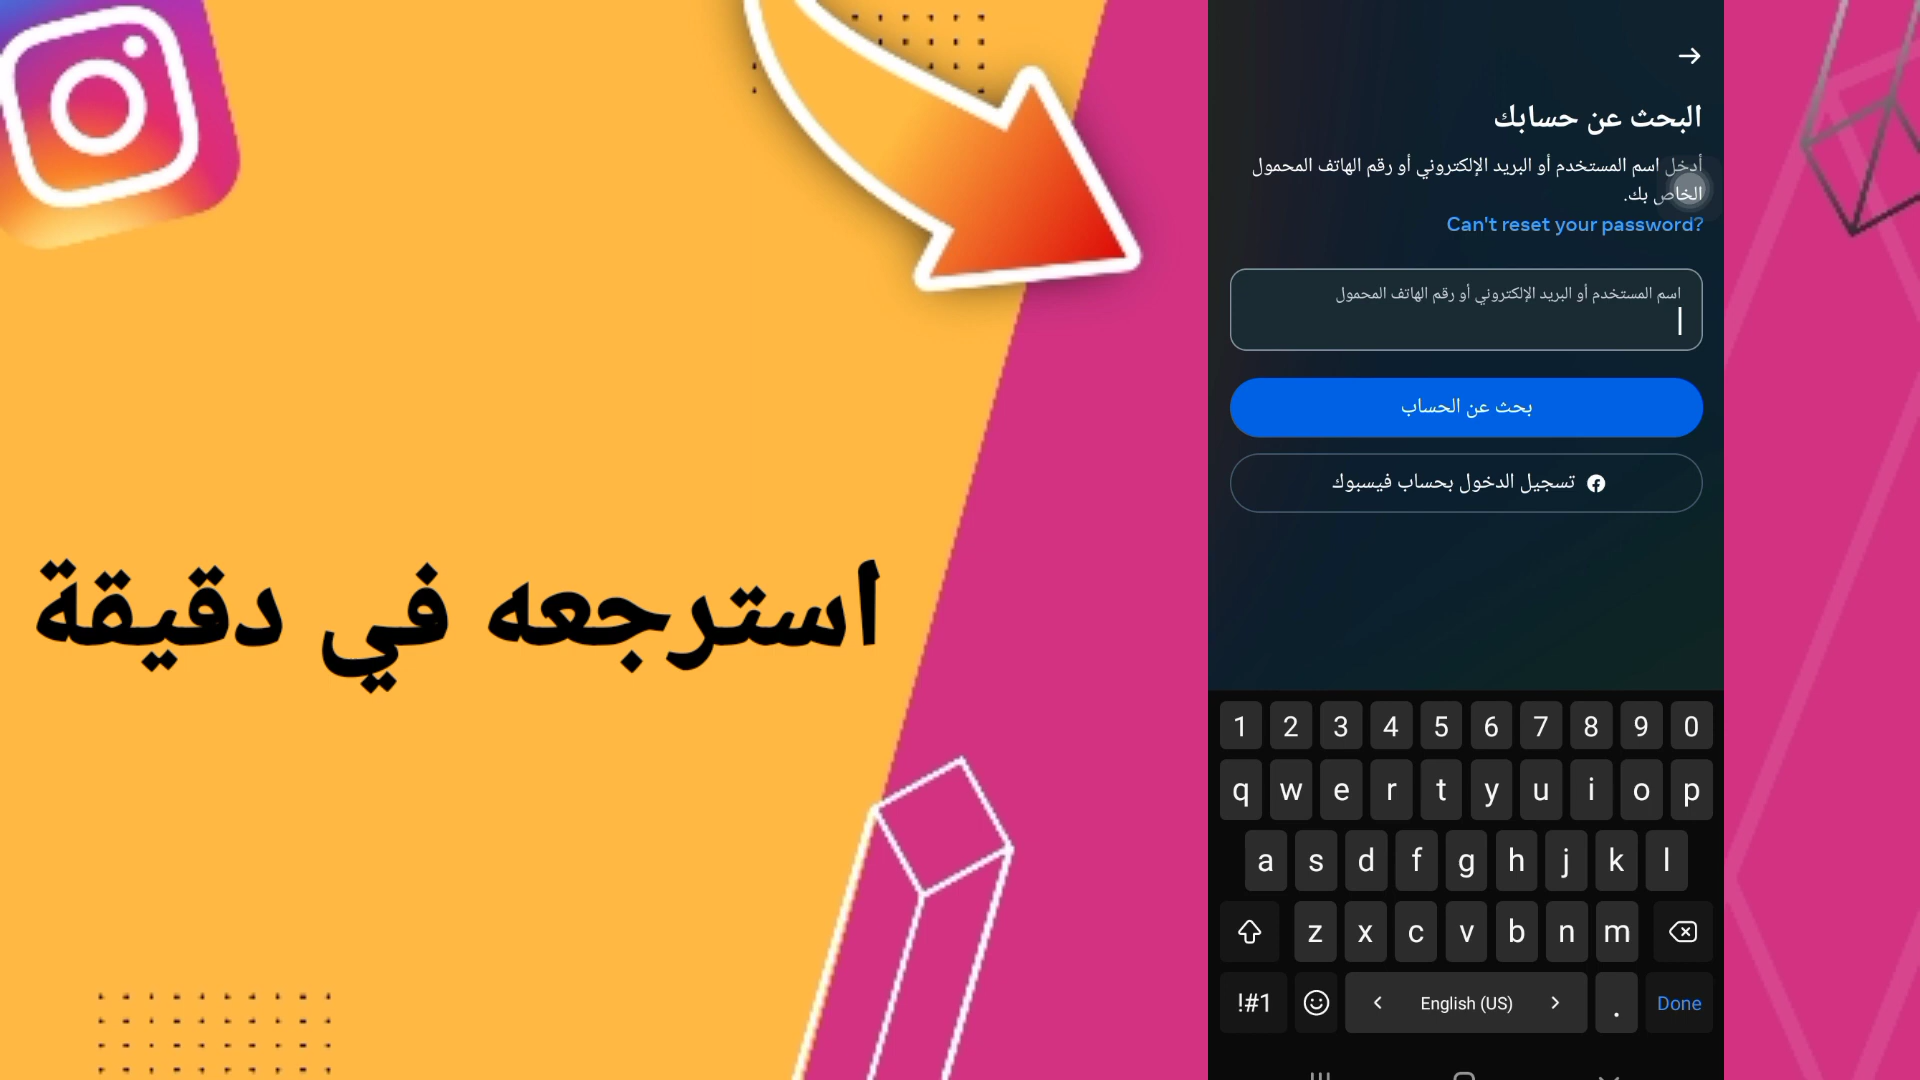 استرجعه في دقيقة
البحث عن حسابك
أدخل اسم المستخدم أو البريد الإلكتروني أو رقم الهاتف المحمول
الخاص بك.
Can't reset your password?
اسم المستخدم أو البريد الإلكتروني أو رقم الهاتف المحمول
بحث عن الحساب
تسجيل الدخول بحساب فيسبوك
1 2 3 4 5 6 7 8 9 0
q w e r t y u i o p
a s d f g h j k l
z x c v b n m
!#1 < English (US) > . Done